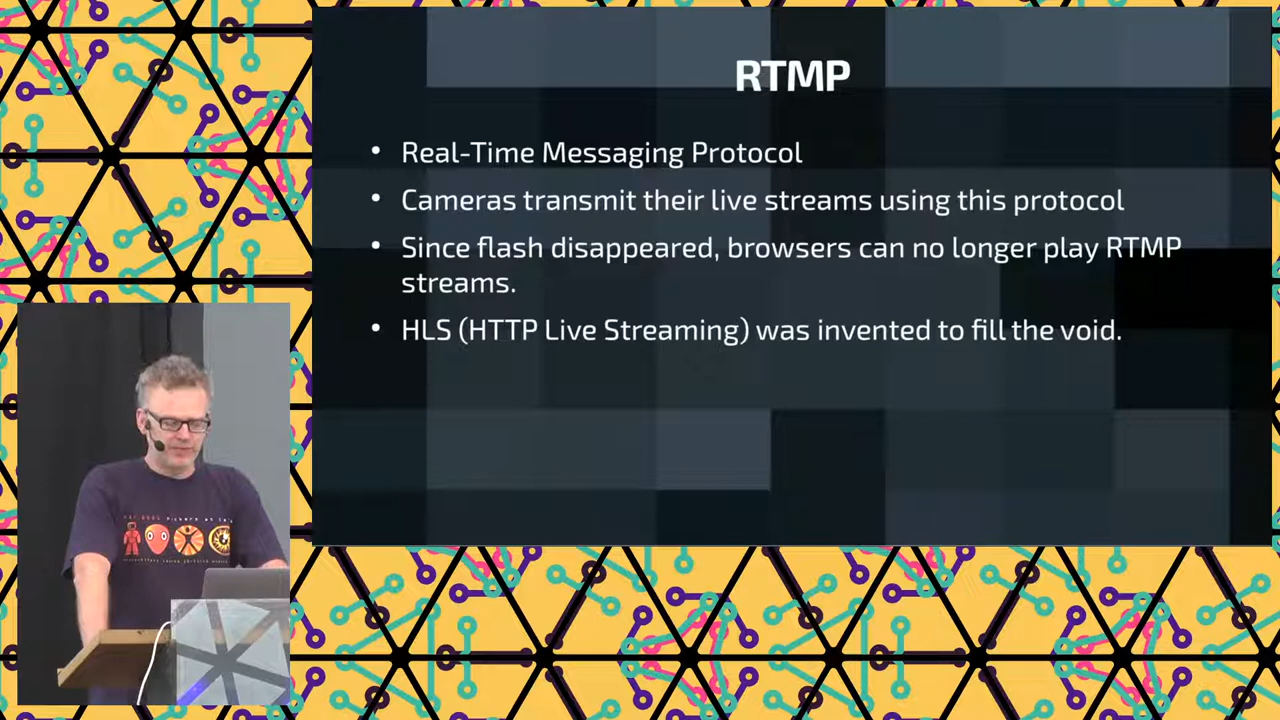 RTMP
• Real-Time Messaging Protocol
• Cameras transmit their live streams using this protocol
• Since flash disappeared, browsers can no longer play RTMP
streams.
• HLS (HTTP Live Streaming) was invented to fill the void.